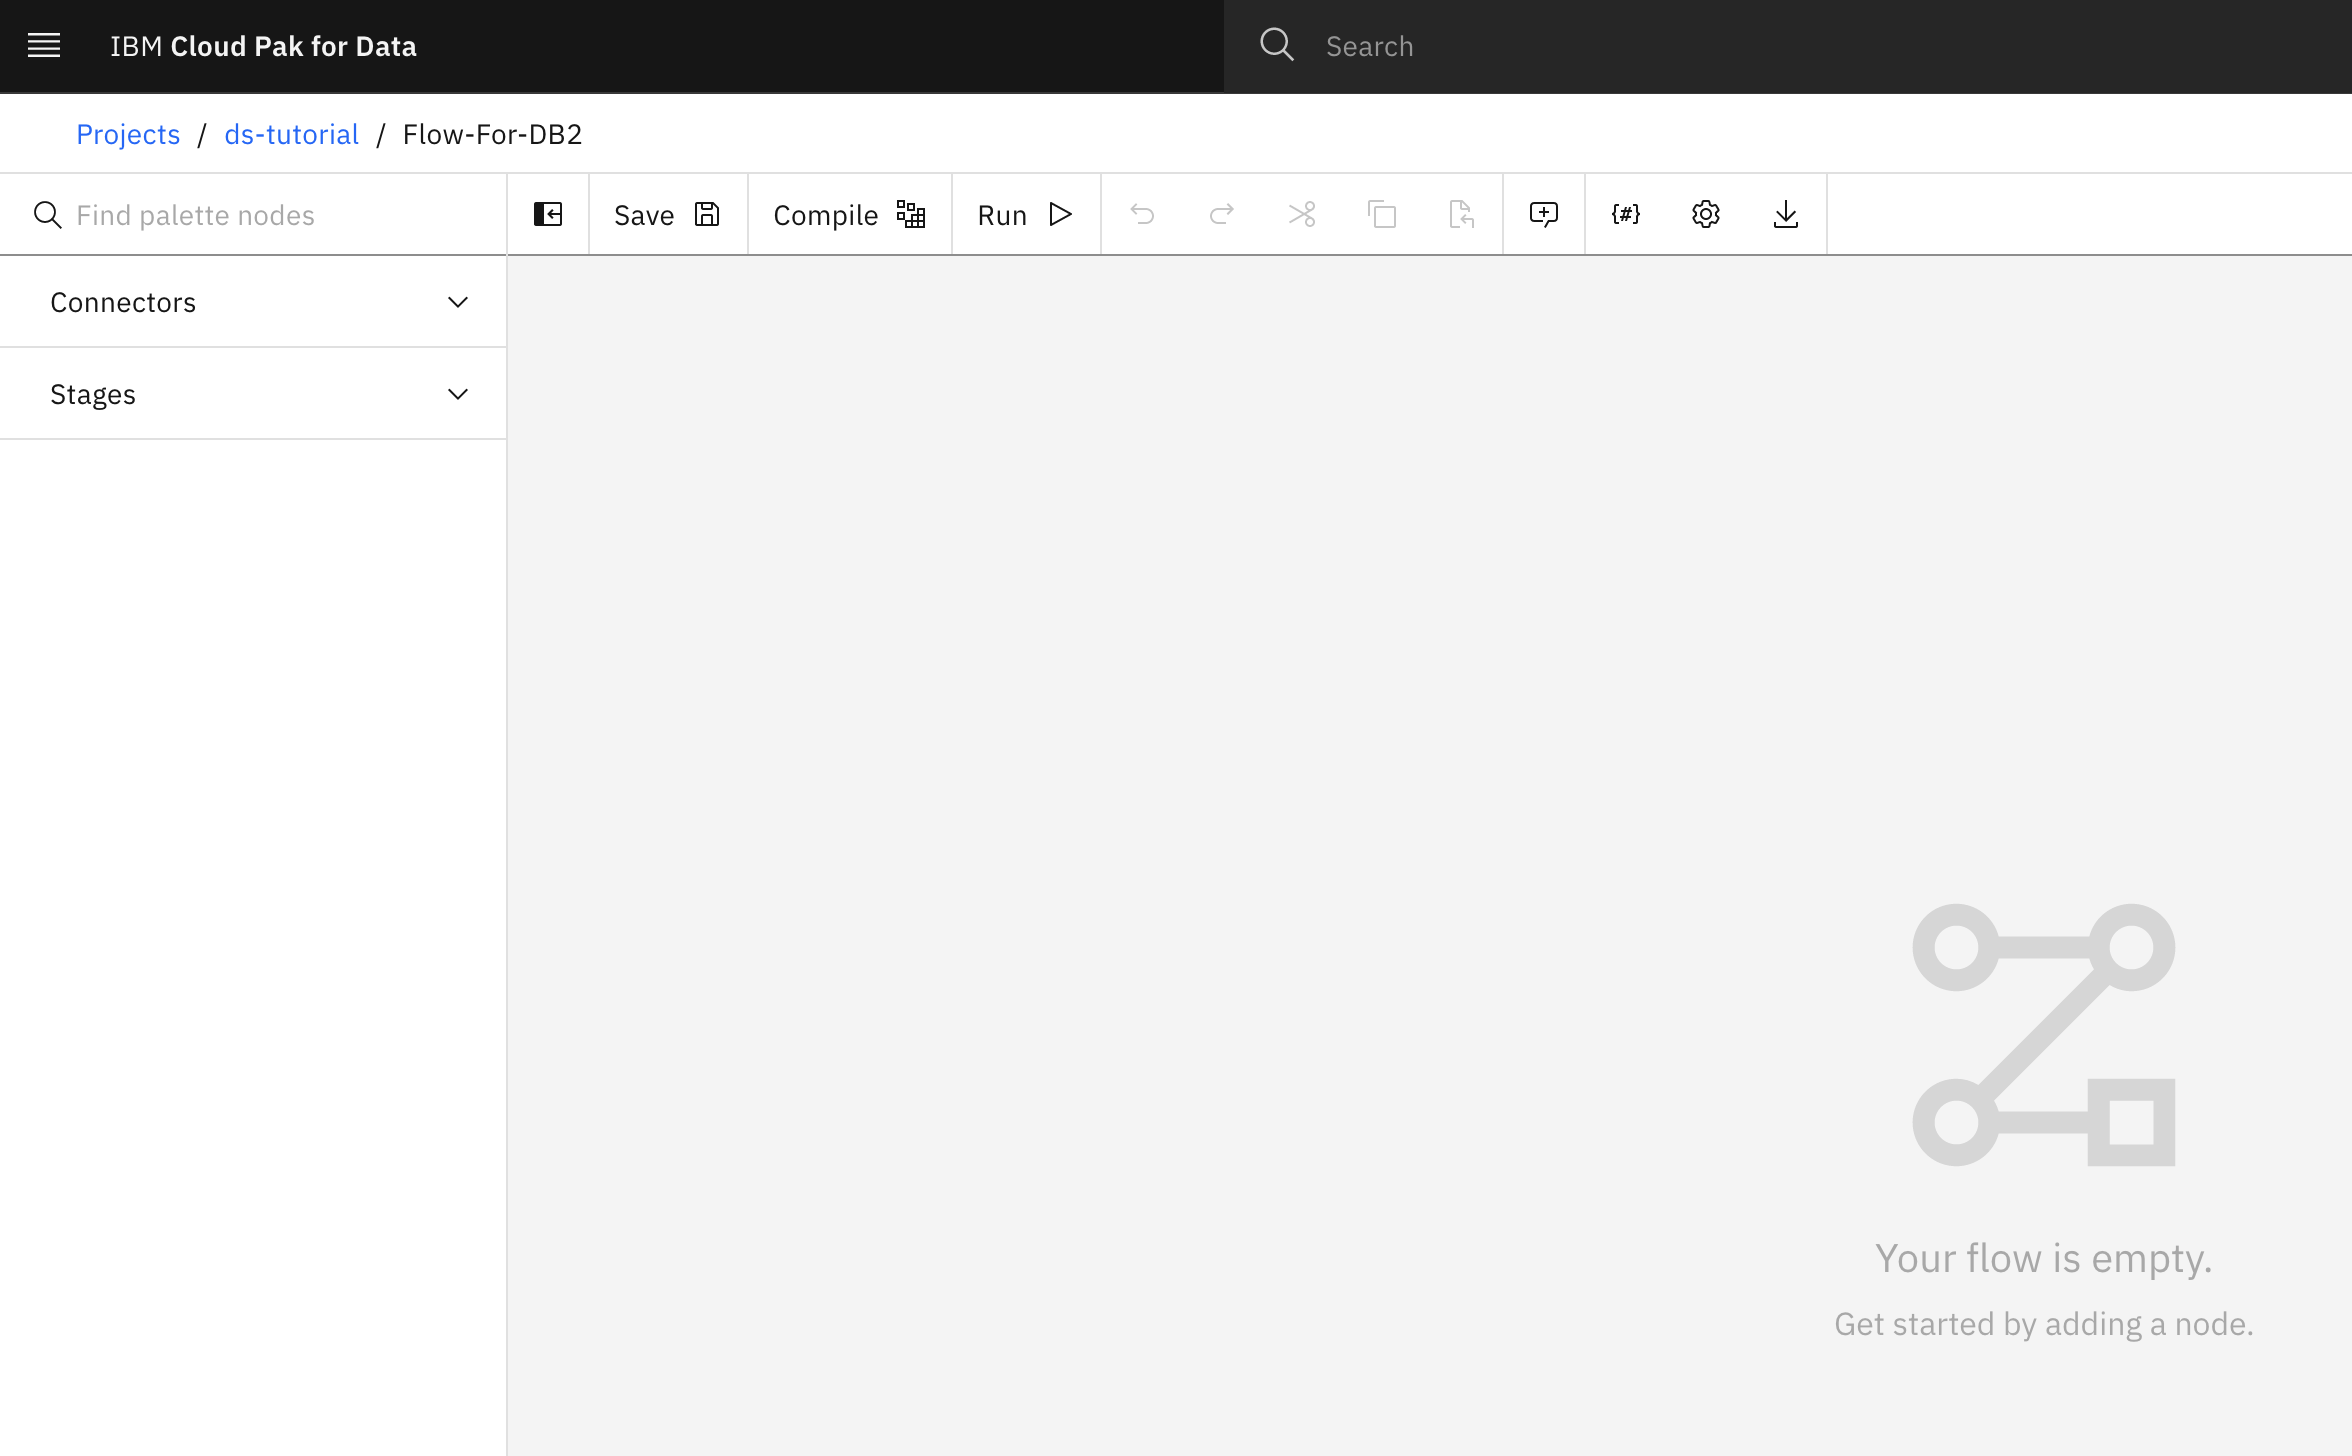 IBM Cloud Pak for Data
Search
Projects / ds-tutorial / Flow-For-DB2
Find palette nodes
Save
Compile
Run
{#}
Connectors
Stages
Your flow is empty.
Get started by adding a node.